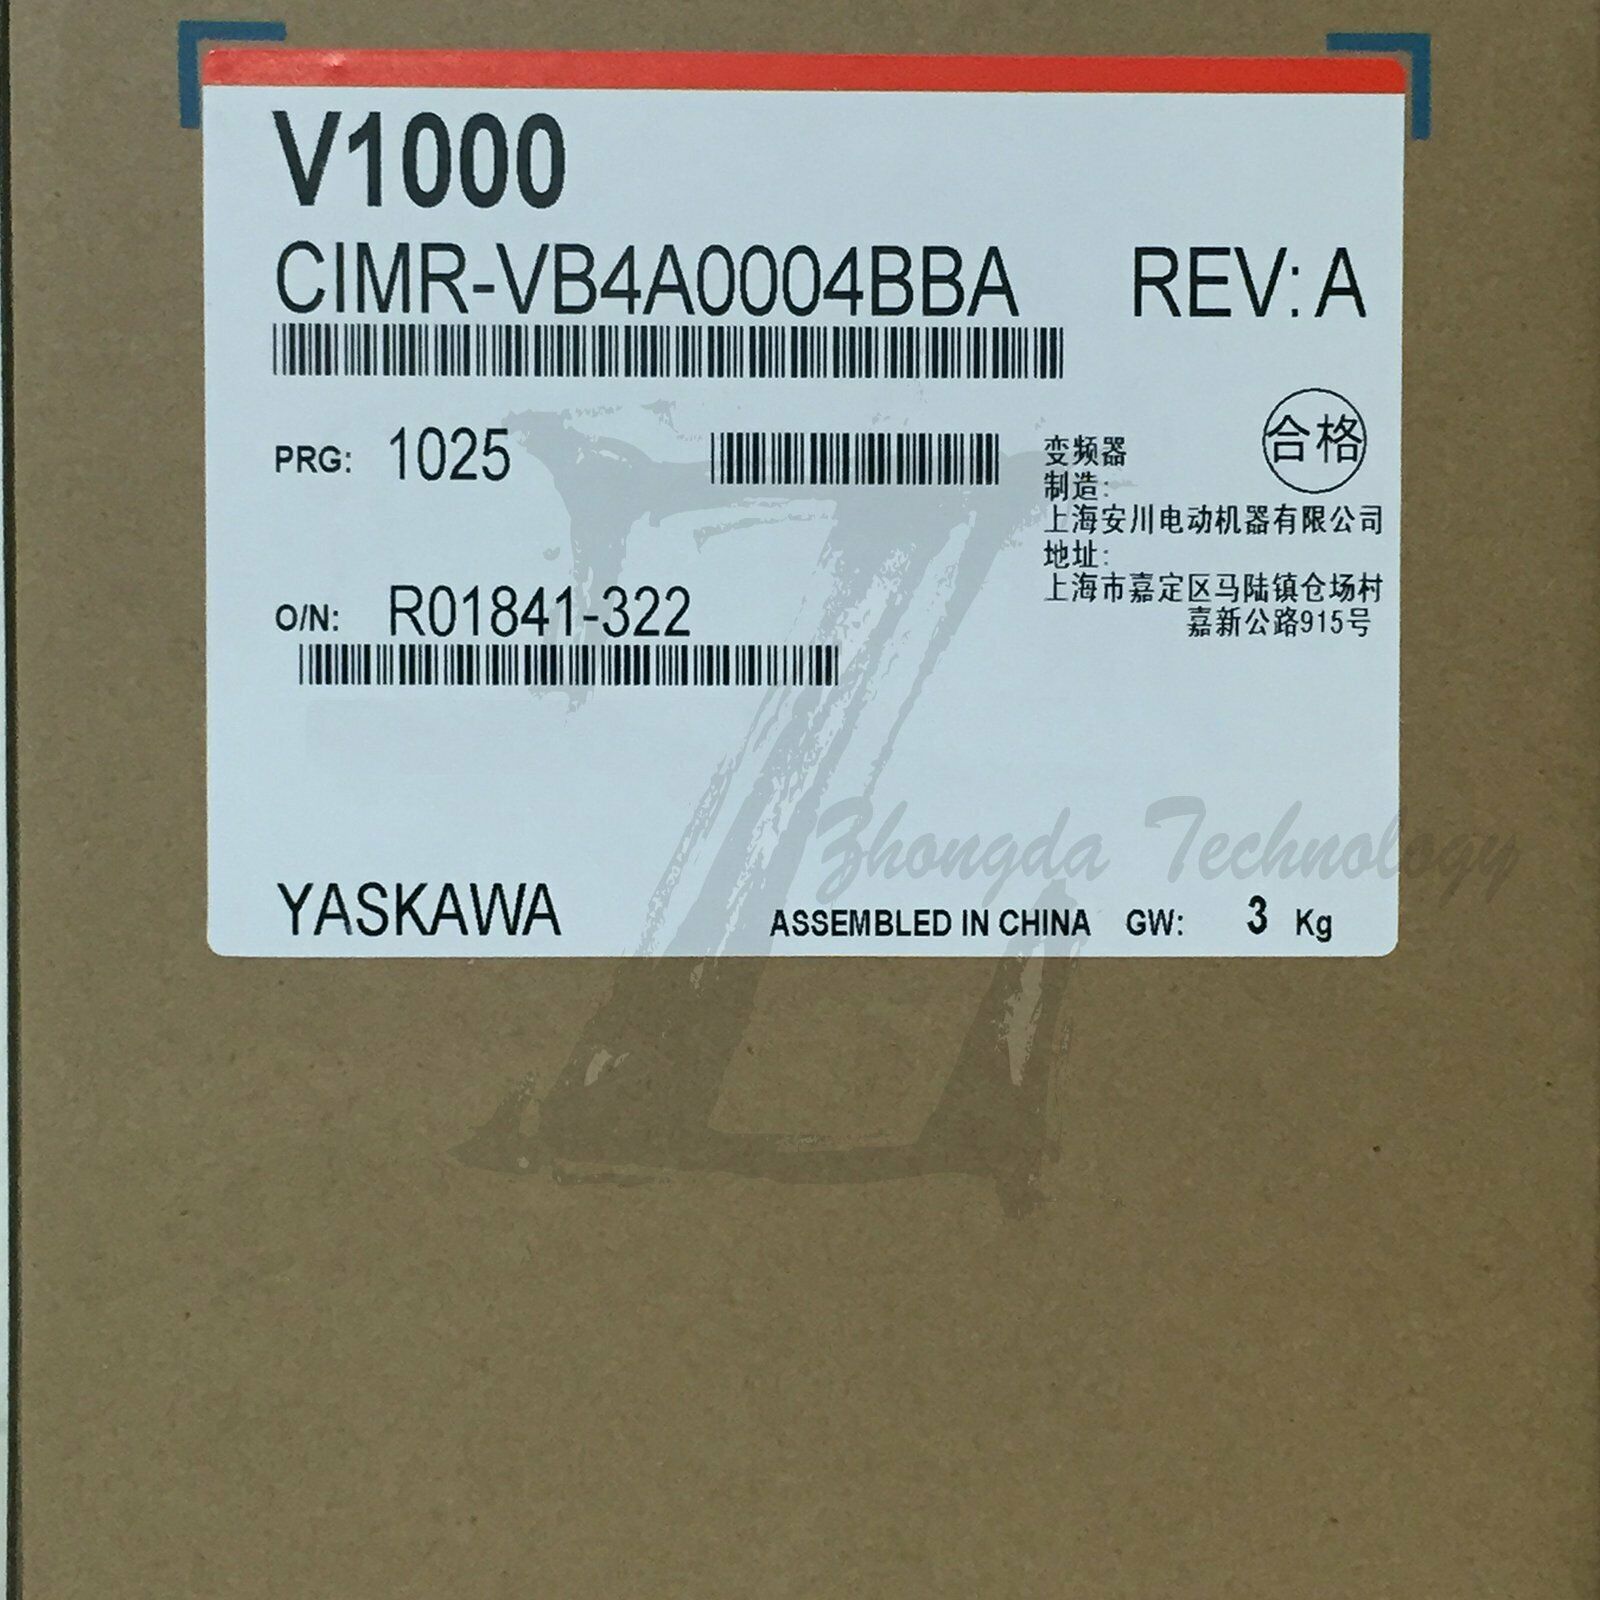 V1000
CIMR-VB4A0004BBA REV: A
PRG: 1025
合格
变频器
制造:
上海安川电动机器有限公司
地址:
上海市嘉定区马陆镇仓场村
嘉新公路915号
O/N: R01841-322
Zhongda Technology
YASKAWA ASSEMBLED IN CHINA GW: 3 Kg